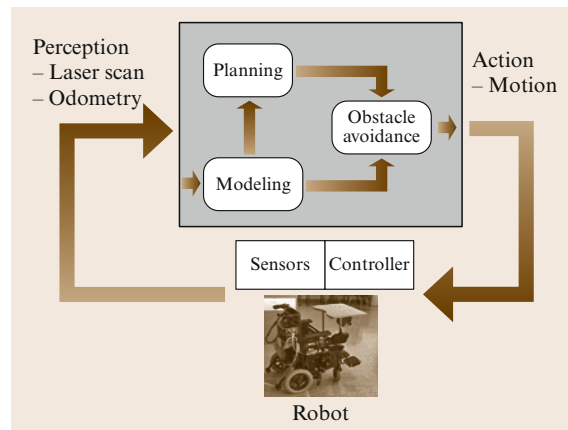 Perception
– Laser scan
– Odometry
Planning
Obstacle
avoidance
Modeling
Action
– Motion
Sensors
Controller
Robot